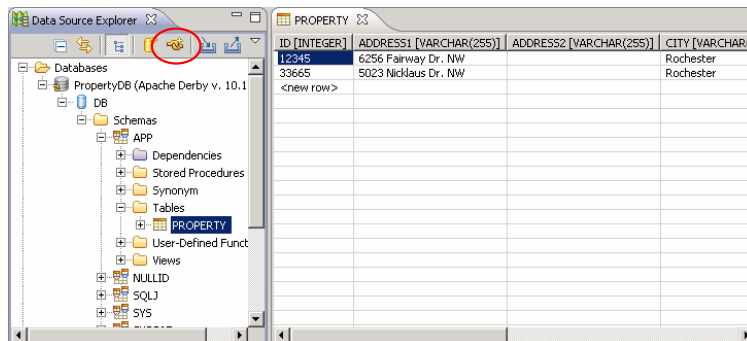 Data Source Explorer
Databases
PropertyDB (Apache Derby v. 10.1
DB
Schemas
APP
Dependencies
Stored Procedures
Synonym
Tables
PROPERTY
User-Defined Funct
Views
NULLID
SQLJ
SYS
PROPERTY
ID [INTEGER] ADDRESS1 [VARCHAR(255)] ADDRESS2 [VARCHAR(255)] CITY [VARCHAR
12345 6256 Fairway Dr. NW Rochester
33665 5023 Nicklaus Dr. NW Rochester
<new row>